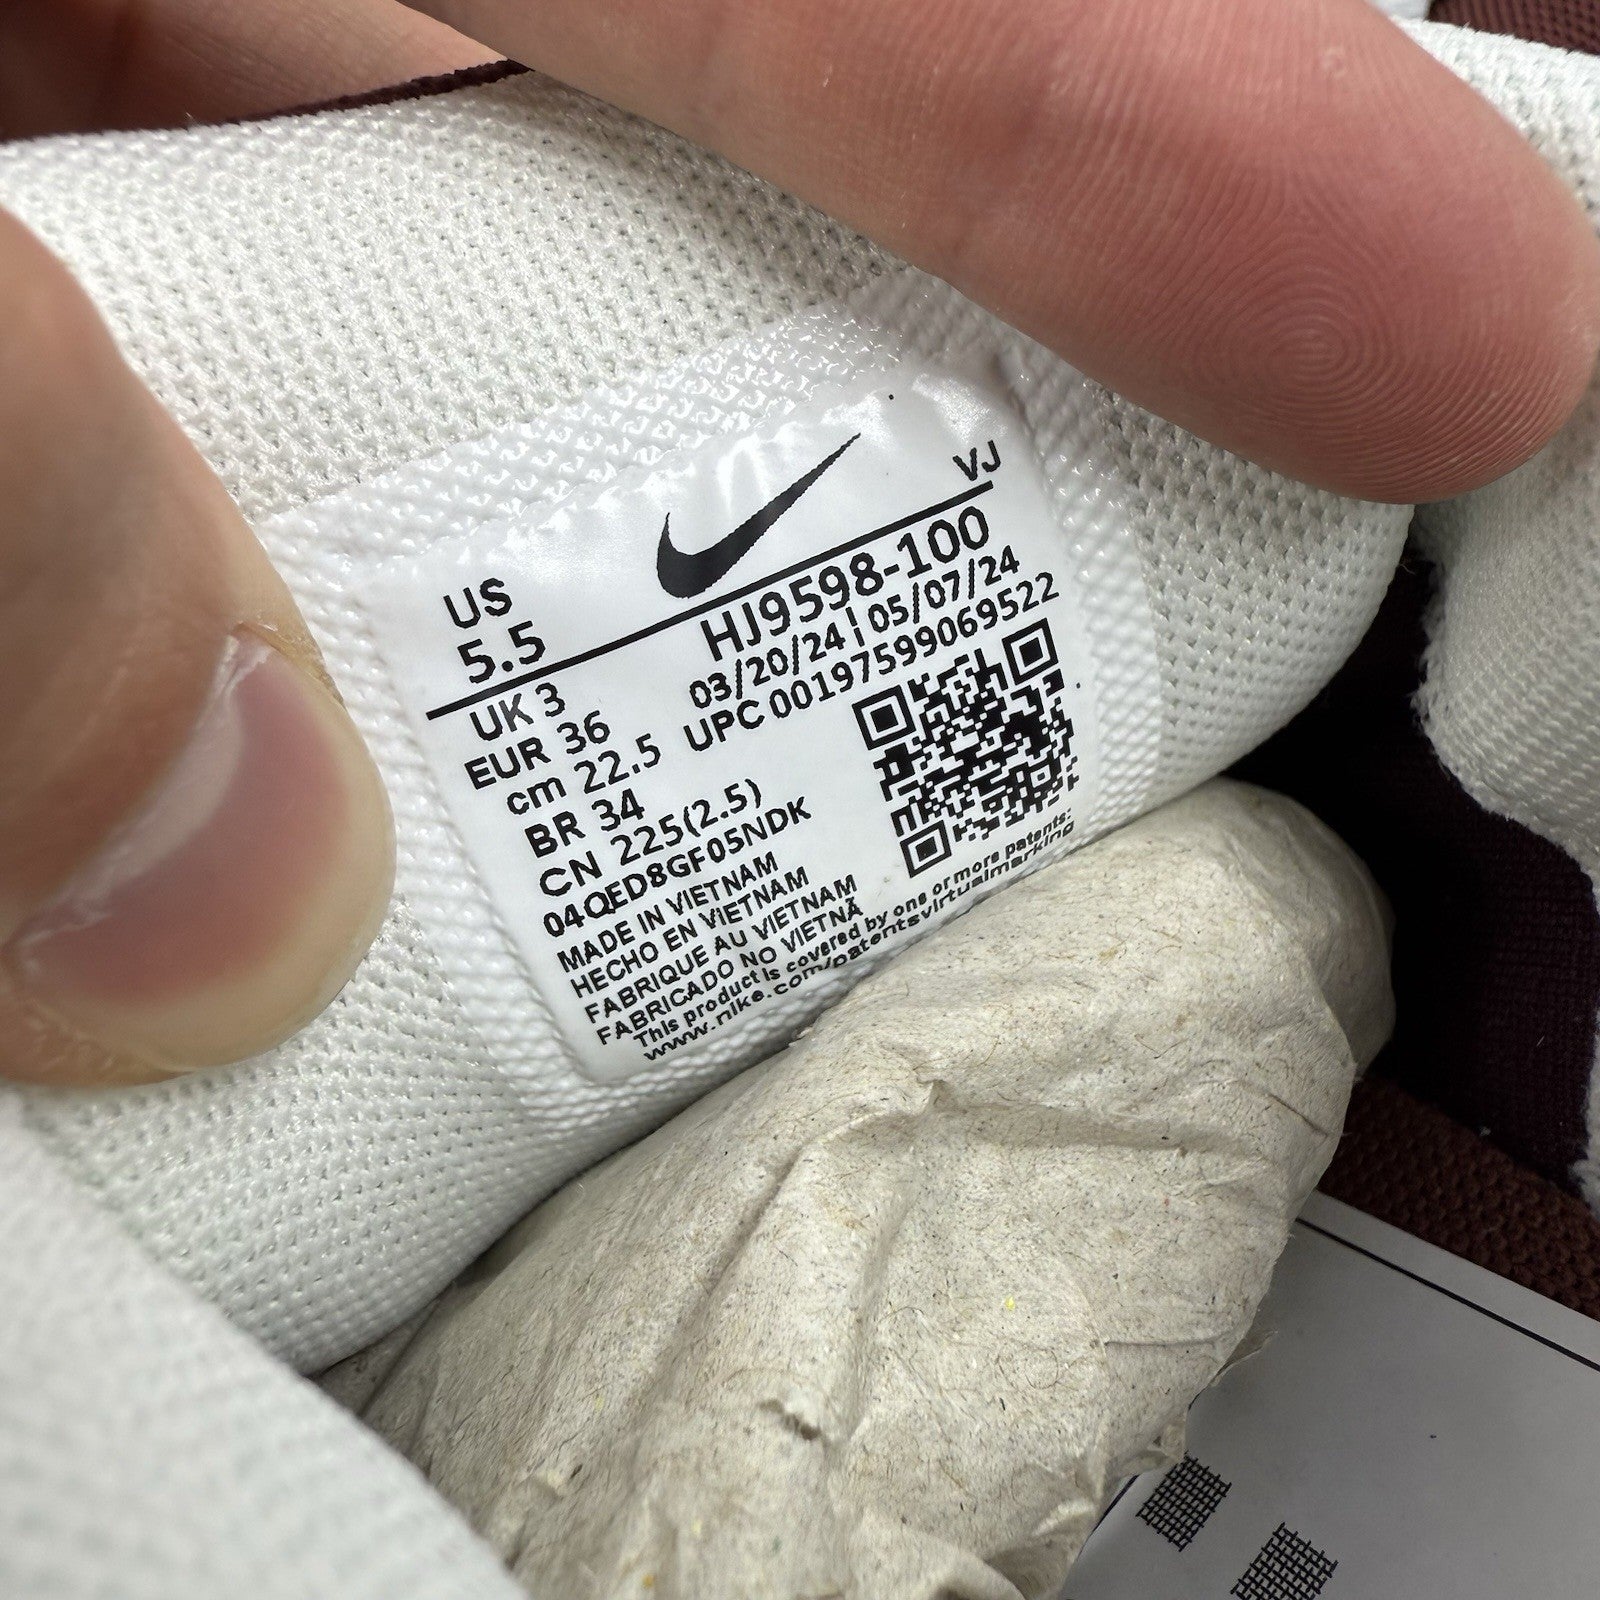 VJ
US
5.5
HJ9598-100
03/20/24 | 05/07/24
UPC 00197599069522
UK 3
EUR 36
cm 22.5
BR 34
CN 225(2.5)
04QED8GF05NDK
MADE IN VIETNAM
HECHO EN VIETNAM
FABRIQUE AU VIETNAM
FABRICADO NO VIETNÃ
This product is covered by one or more patents:
www.nike.com/patentsvirtualmarking